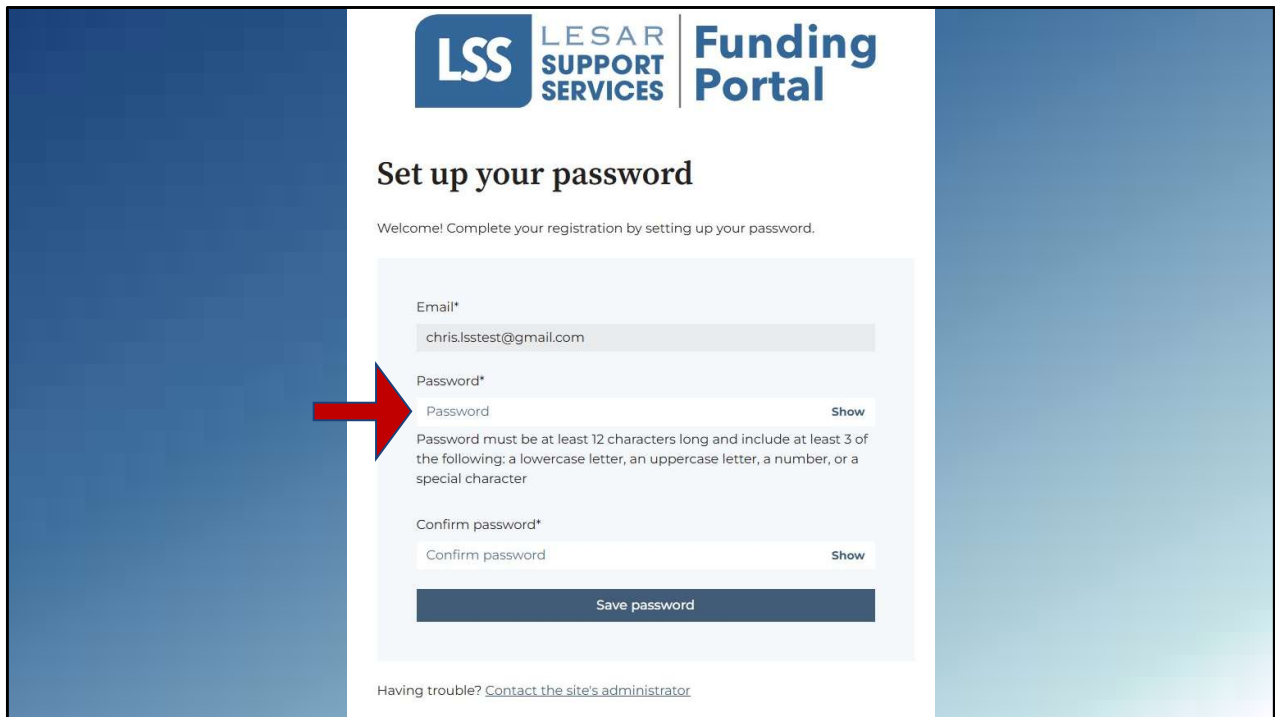 LSS
LESAR
SUPPORT
SERVICES
Funding
Portal
Set up your password
Welcome! Complete your registration by setting up your password.
Email*
chris.lsstest@gmail.com
Password*
Password Show
Password must be at least 12 characters long and include at least 3 of
the following: a lowercase letter, an uppercase letter, a number, or a
special character
Confirm password*
Confirm password Show
Save password
Having trouble? Contact the site's administrator